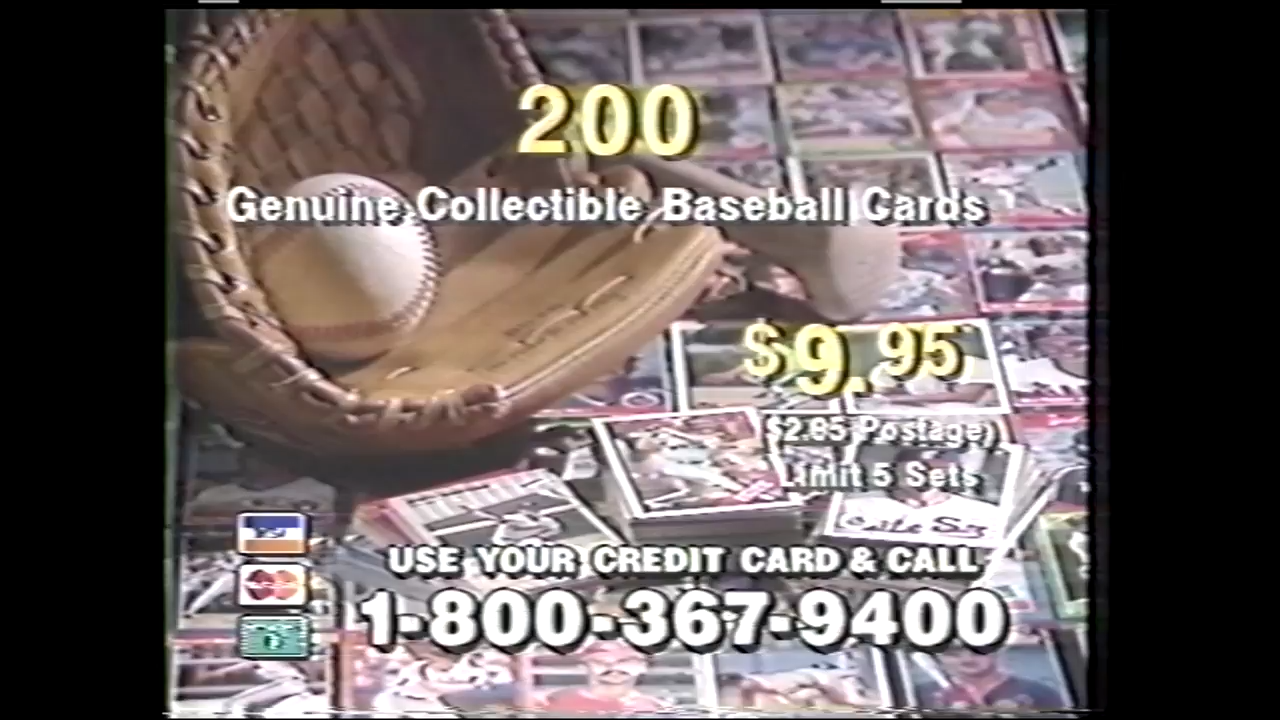 200
Genuine Collectible Baseball Cards
$9.95
$2.95 Postage
Limit 5 Sets
USE YOUR CREDIT CARD & CALL
1-800-367-9400